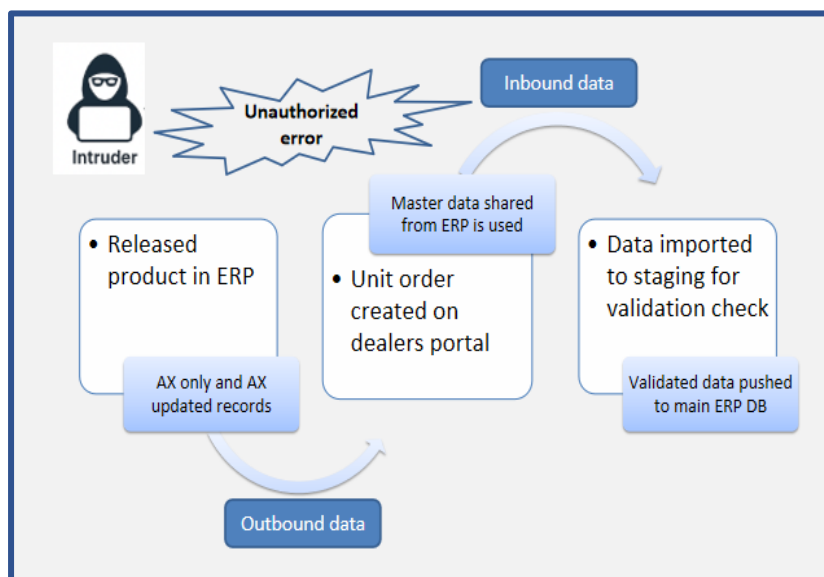 Intruder
Unauthorized
error
Inbound data
Master data shared
from ERP is used
• Released
product in ERP
AX only and AX
updated records
• Unit order
created on
dealers portal
• Data imported
to staging for
validation check
Validated data pushed
to main ERP DB
Outbound data